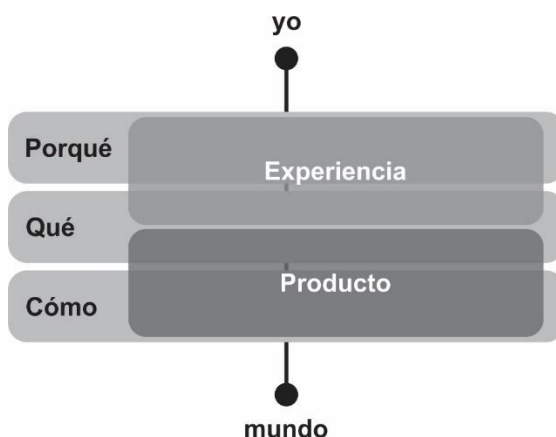 yo
Porqué
Experiencia
Qué
Producto
Cómo
mundo